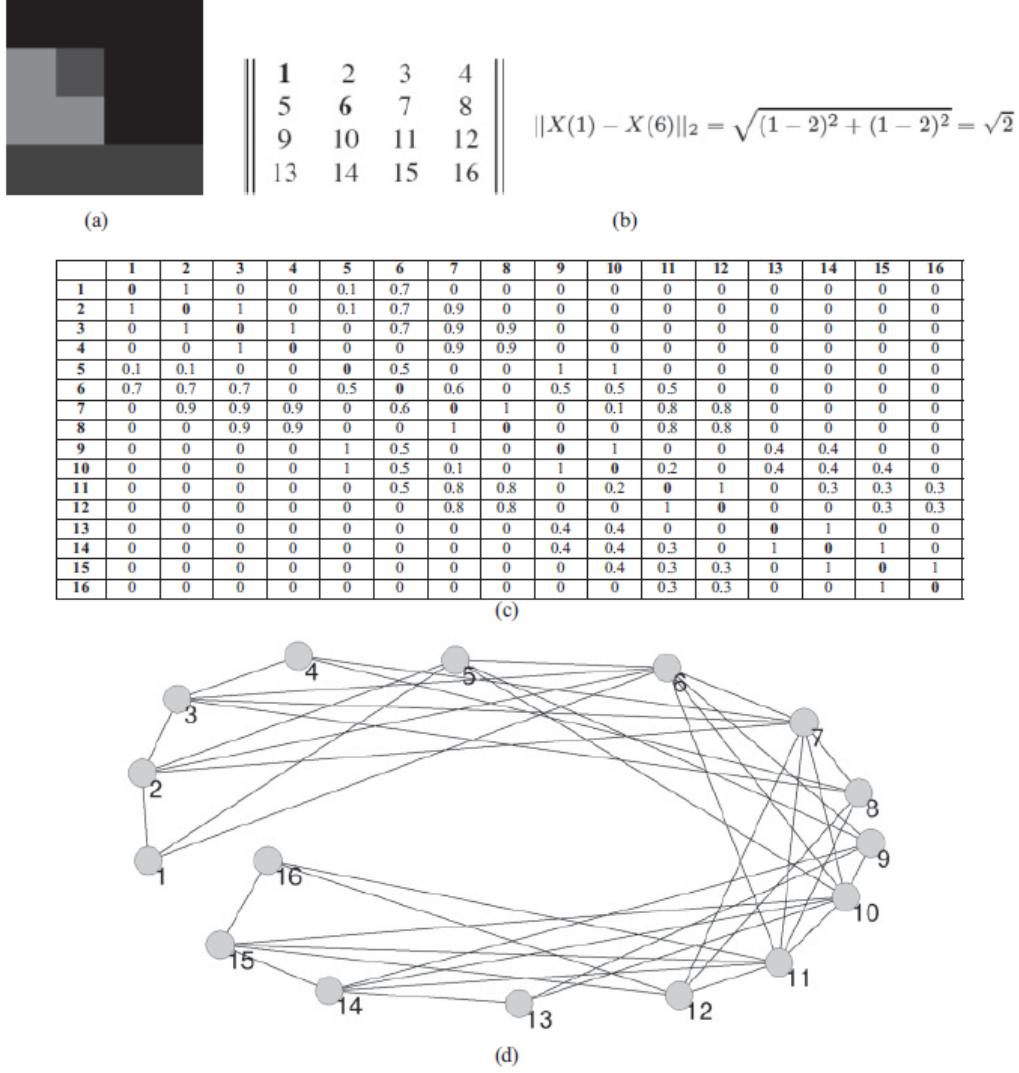 1 2 3 4
5 6 7 8
9 10 11 12
13 14 15 16
||X(1) − X(6)||₂ = √(1 − 2)² + (1 − 2)² = √2
(a)
(b)
1 2 3 4 5 6 7 8 9 10 11 12 13 14 15 16
1 0 1 0 0 0.1 0.7 0 0 0 0 0 0 0 0 0 0
2 1 0 1 0 0.1 0.7 0.9 0 0 0 0 0 0 0 0 0
3 0 1 0 1 0 0.7 0.9 0.9 0 0 0 0 0 0 0 0
4 0 0 1 0 0 0 0.9 0.9 0 0 0 0 0 0 0 0
5 0.1 0.1 0 0 0 0.5 0 0 1 1 0 0 0 0 0 0
6 0.7 0.7 0.7 0 0.5 0 0.6 0 0.5 0.5 0.5 0 0 0 0 0
7 0 0.9 0.9 0.9 0 0.6 0 1 0 0.1 0.8 0.8 0 0 0 0
8 0 0 0.9 0.9 0 0 1 0 0 0 0.8 0.8 0 0 0 0
9 0 0 0 0 1 0.5 0 0 0 1 0 0 0.4 0.4 0 0
10 0 0 0 0 1 0.5 0.1 0 1 0 0.2 0 0.4 0.4 0.4 0
11 0 0 0 0 0 0.5 0.8 0.8 0 0.2 0 1 0 0.3 0.3 0.3
12 0 0 0 0 0 0 0.8 0.8 0 0 1 0 0 0 0.3 0.3
13 0 0 0 0 0 0 0 0 0.4 0.4 0 0 0 1 0 0
14 0 0 0 0 0 0 0 0 0.4 0.4 0.3 0 1 0 1 0
15 0 0 0 0 0 0 0 0 0 0.4 0.3 0.3 0 1 0 1
16 0 0 0 0 0 0 0 0 0 0 0.3 0.3 0 0 1 0
(c)
4
5
6
3
7
2
8
9
1
16
10
15
11
14
13
12
(d)